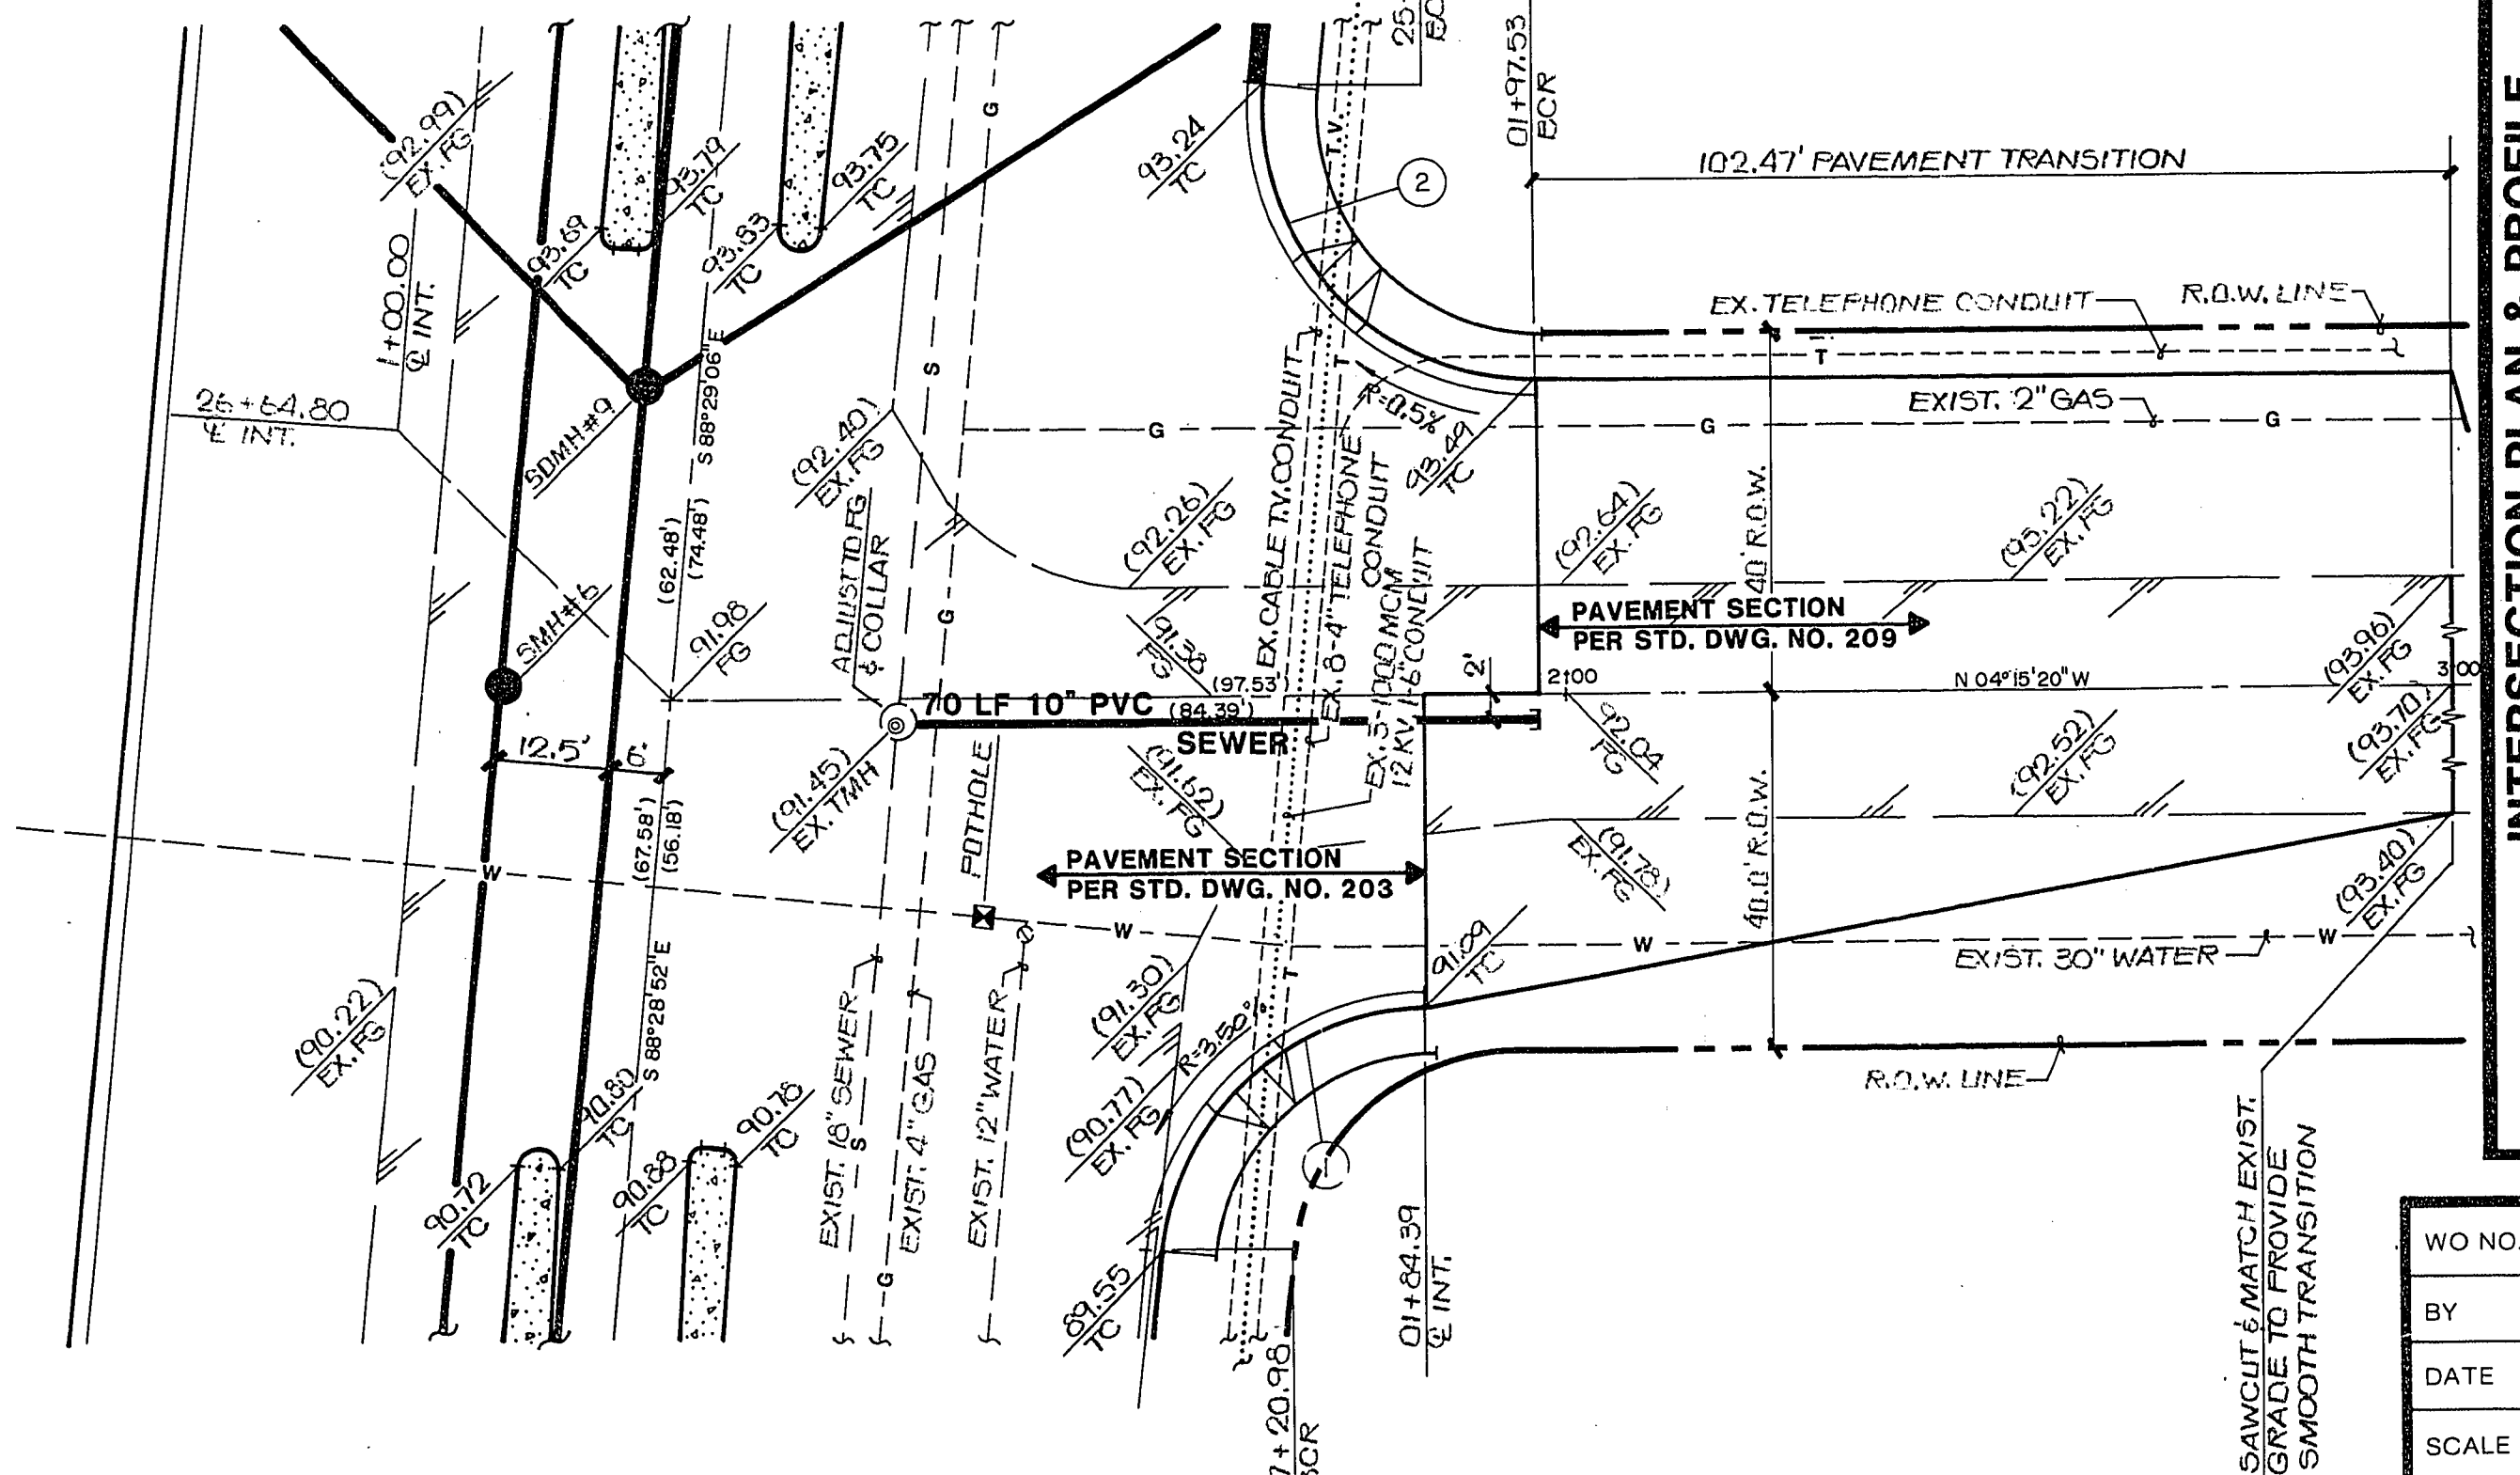 01+97.53
ECR
102.47' PAVEMENT TRANSITION
(92.99)
EX. FG
93.79
TC
93.75
TC
93.24
TC
T.V.
G
2
93.69
TC
93.53
TC
1+00.00
℄ INT.
EX. TELEPHONE CONDUIT
R.O.W. LINE
T
26+64.80
℄ INT.
SDMH#9
S 88°29'06" E
S
(92.40)
EX. FG
EX. CABLE T.V. CONDUIT
T
R=0.5%
93.49
TC
EXIST. 2" GAS
G
G
G
(62.48')
(74.48')
ADJUST TO FG
& COLLAR
(92.26)
EX. FG
EX. 8-4" TELEPHONE
CONDUIT
EX. 3-1000 MCM
12 KV, 1-6" CONDUIT
(92.64)
EX. FG
40' R.O.W.
(93.22)
EX. FG
SMH#6
91.98
FG
G
91.38
FG
PAVEMENT SECTION
PER STD. DWG. NO. 209
(93.96)
EX. FG
2'
2+00
N 04°15'20" W
3+00
(97.53')
70 LF 10" PVC
(84.39')
SEWER
12.5'
6'
(91.45)
EX. TMH
POTHOLE
(91.62)
EX. FG
92.04
FG
(92.52)
EX. FG
(93.70)
EX. FG
(67.58')
(56.18')
W
PAVEMENT SECTION
PER STD. DWG. NO. 203
(91.78)
EX. FG
40.0' R.O.W.
(93.40)
EX. FG
W
W
W
EXIST. 30" WATER
91.09
TC
(90.22)
EX. FG
S 88°28'52" E
EXIST. 18" SEWER
S
EXIST. 4" GAS
G
EXIST. 12" WATER
(91.30)
EX. FG
R=3.50%
T
(90.77)
EX. FG
R.O.W. LINE
90.80
TC
90.78
TC
90.72
TC
90.88
TC
89.55
TC
01+84.39
℄ INT.
+20.98
SAWCUT & MATCH EXIST.
GRADE TO PROVIDE
SMOOTH TRANSITION
INTERSECTION PLAN & PROFILE
WO NO.
BY
DATE
SCALE